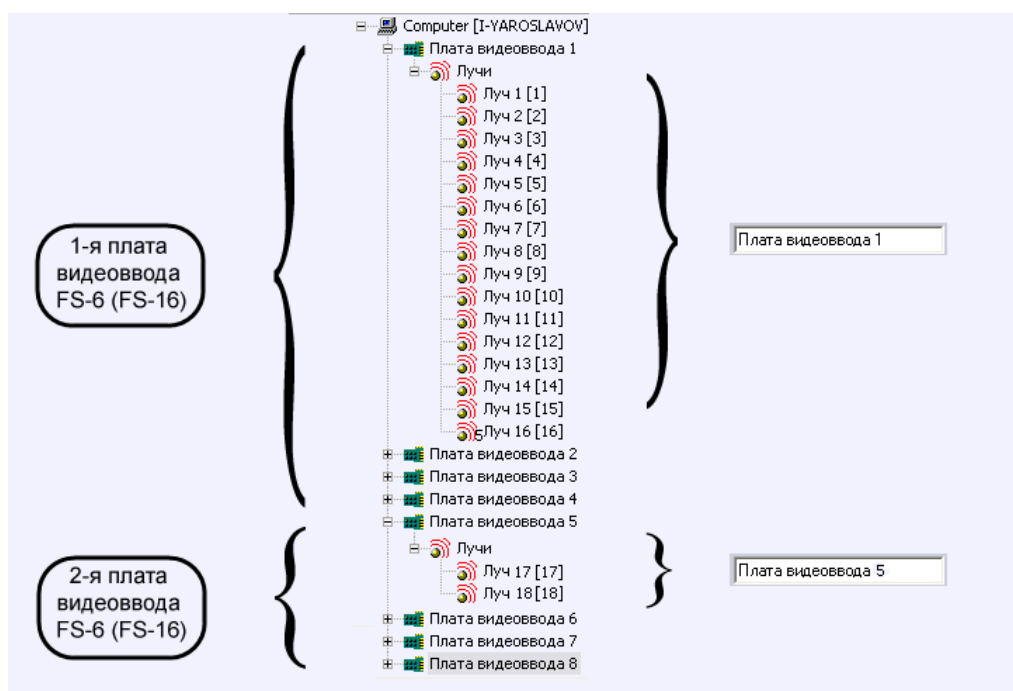 Computer [I-YAROSLAVOV]
Плата видеоввода 1
Лучи
Луч 1 [1]
Луч 2 [2]
Луч 3 [3]
Луч 4 [4]
Луч 5 [5]
Луч 6 [6]
Луч 7 [7]
Луч 8 [8]
Луч 9 [9]
Луч 10 [10]
Луч 11 [11]
Луч 12 [12]
Луч 13 [13]
Луч 14 [14]
Луч 15 [15]
5 Луч 16 [16]
Плата видеоввода 2
Плата видеоввода 3
Плата видеоввода 4
Плата видеоввода 5
Лучи
Луч 17 [17]
Луч 18[18]
Плата видеоввода 6
Плата видеоввода 7
Плата видеоввода 8
1-я плата
видеоввода
FS-6 (FS-16)
2-я плата
видеоввода
FS-6 (FS-16)
Плата видеоввода 1
Плата видеоввода 5